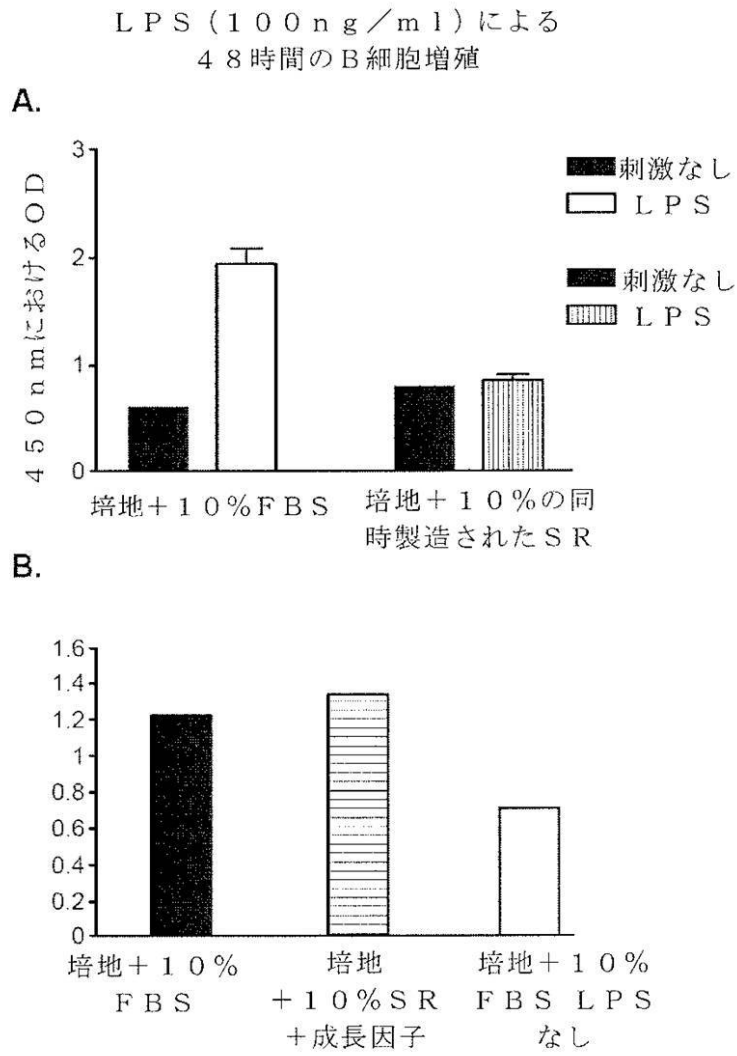 LPS(100ng/ml)による
48時間のB細胞増殖
A.
450nmにおけるOD
3
2
1
0
刺激なし
LPS
刺激なし
LPS
培地+10%FBS
培地+10%の同
時製造されたSR
B.
1.6
1.4
1.2
1
0.8
0.6
0.4
0.2
0
培地+10%
FBS
培地
+10%SR
+成長因子
培地+10%
FBS LPS
なし